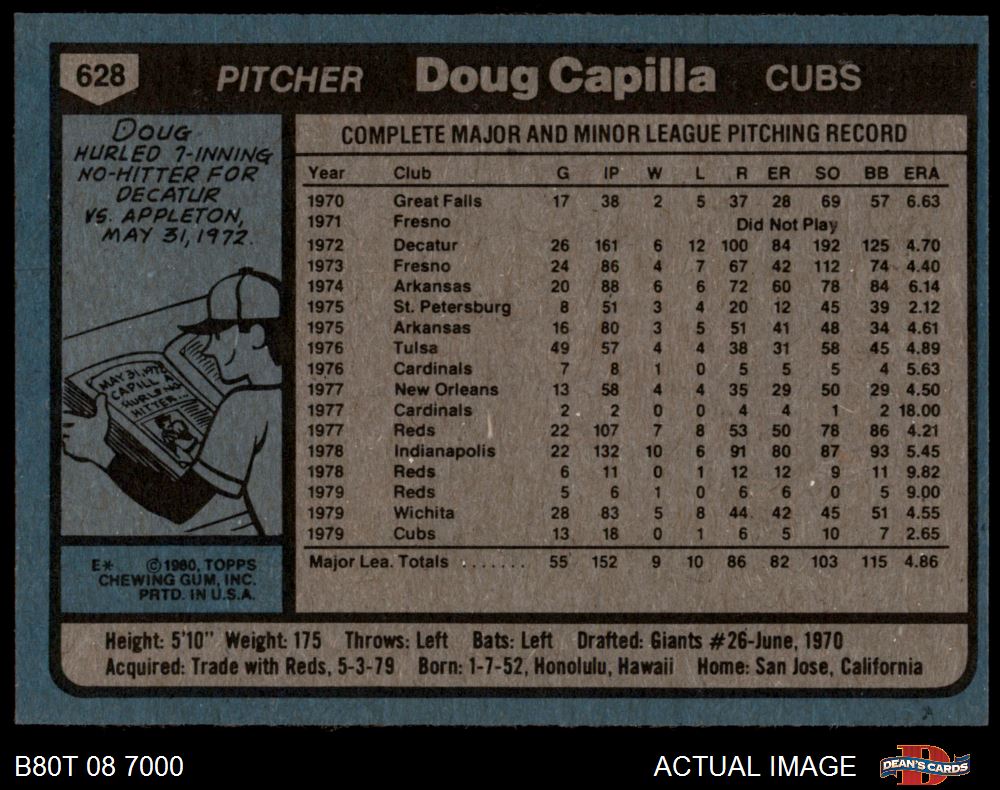 628 PITCHER Doug Capilla CUBS
DOUG
HURLED 7-INNING
NO-HITTER FOR
DECATUR
VS. APPLETON,
MAY 31, 1972.
MAY 31, 1972
CAPILLA
HURLS NO-
HITTER...
E* ©1980, TOPPS
CHEWING GUM, INC.
PRTD. IN U.S.A.
COMPLETE MAJOR AND MINOR LEAGUE PITCHING RECORD
Year Club G IP W L R ER SO BB ERA
1970 Great Falls 17 38 2 5 37 28 69 57 6.63
1971 Fresno Did Not Play
1972 Decatur 26 161 6 12 100 84 192 125 4.70
1973 Fresno 24 86 4 7 67 42 112 74 4.40
1974 Arkansas 20 88 6 6 72 60 78 84 6.14
1975 St. Petersburg 8 51 3 4 20 12 45 39 2.12
1975 Arkansas 16 80 3 5 51 41 48 34 4.61
1976 Tulsa 49 57 4 4 38 31 58 45 4.89
1976 Cardinals 7 8 1 0 5 5 5 4 5.63
1977 New Orleans 13 58 4 4 35 29 50 29 4.50
1977 Cardinals 2 2 0 0 4 4 1 2 18.00
1977 Reds 22 107 7 8 53 50 78 86 4.21
1978 Indianapolis 22 132 10 6 91 80 87 93 5.45
1978 Reds 6 11 0 1 12 12 9 11 9.82
1979 Reds 5 6 1 0 6 6 0 5 9.00
1979 Wichita 28 83 5 8 44 42 45 51 4.55
1979 Cubs 13 18 0 1 6 5 10 7 2.65
Major Lea. Totals ....... 55 152 9 10 86 82 103 115 4.86
Height: 5'10" Weight: 175 Throws: Left Bats: Left Drafted: Giants #26-June, 1970
Acquired: Trade with Reds, 5-3-79 Born: 1-7-52, Honolulu, Hawaii Home: San Jose, California
B80T 08 7000 ACTUAL IMAGE DEAN'S CARDS